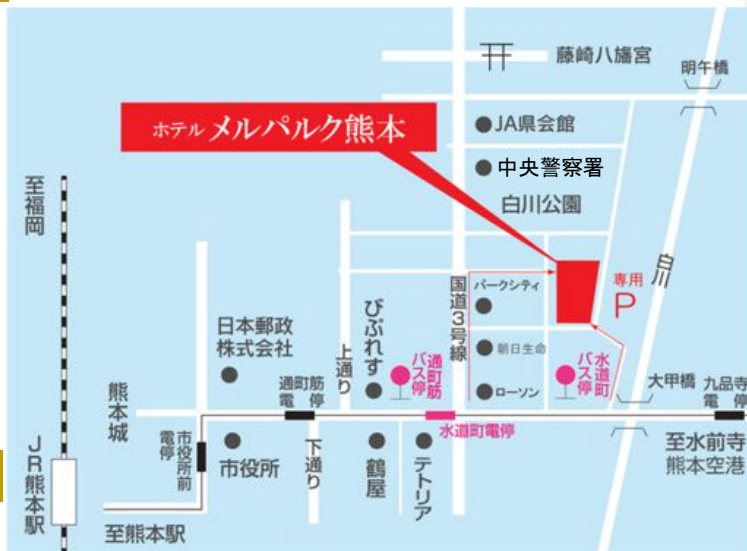 藤崎八旛宮
明午橋
ホテル メルパルク熊本
JA県会館
中央警察署
白川公園
至福岡
白川
専用
P
国道3号線
パークシティ
びぷれす
日本郵政
株式会社
上通り
朝日生命
通町筋
バス停
水道町
バス停
熊本城
通町筋
電停
ローソン
大甲橋
九品寺
電停
市役所前
電停
水道町電停
JR熊本駅
市役所
下通り
鶴屋
テトリア
至水前寺
熊本空港
至熊本駅